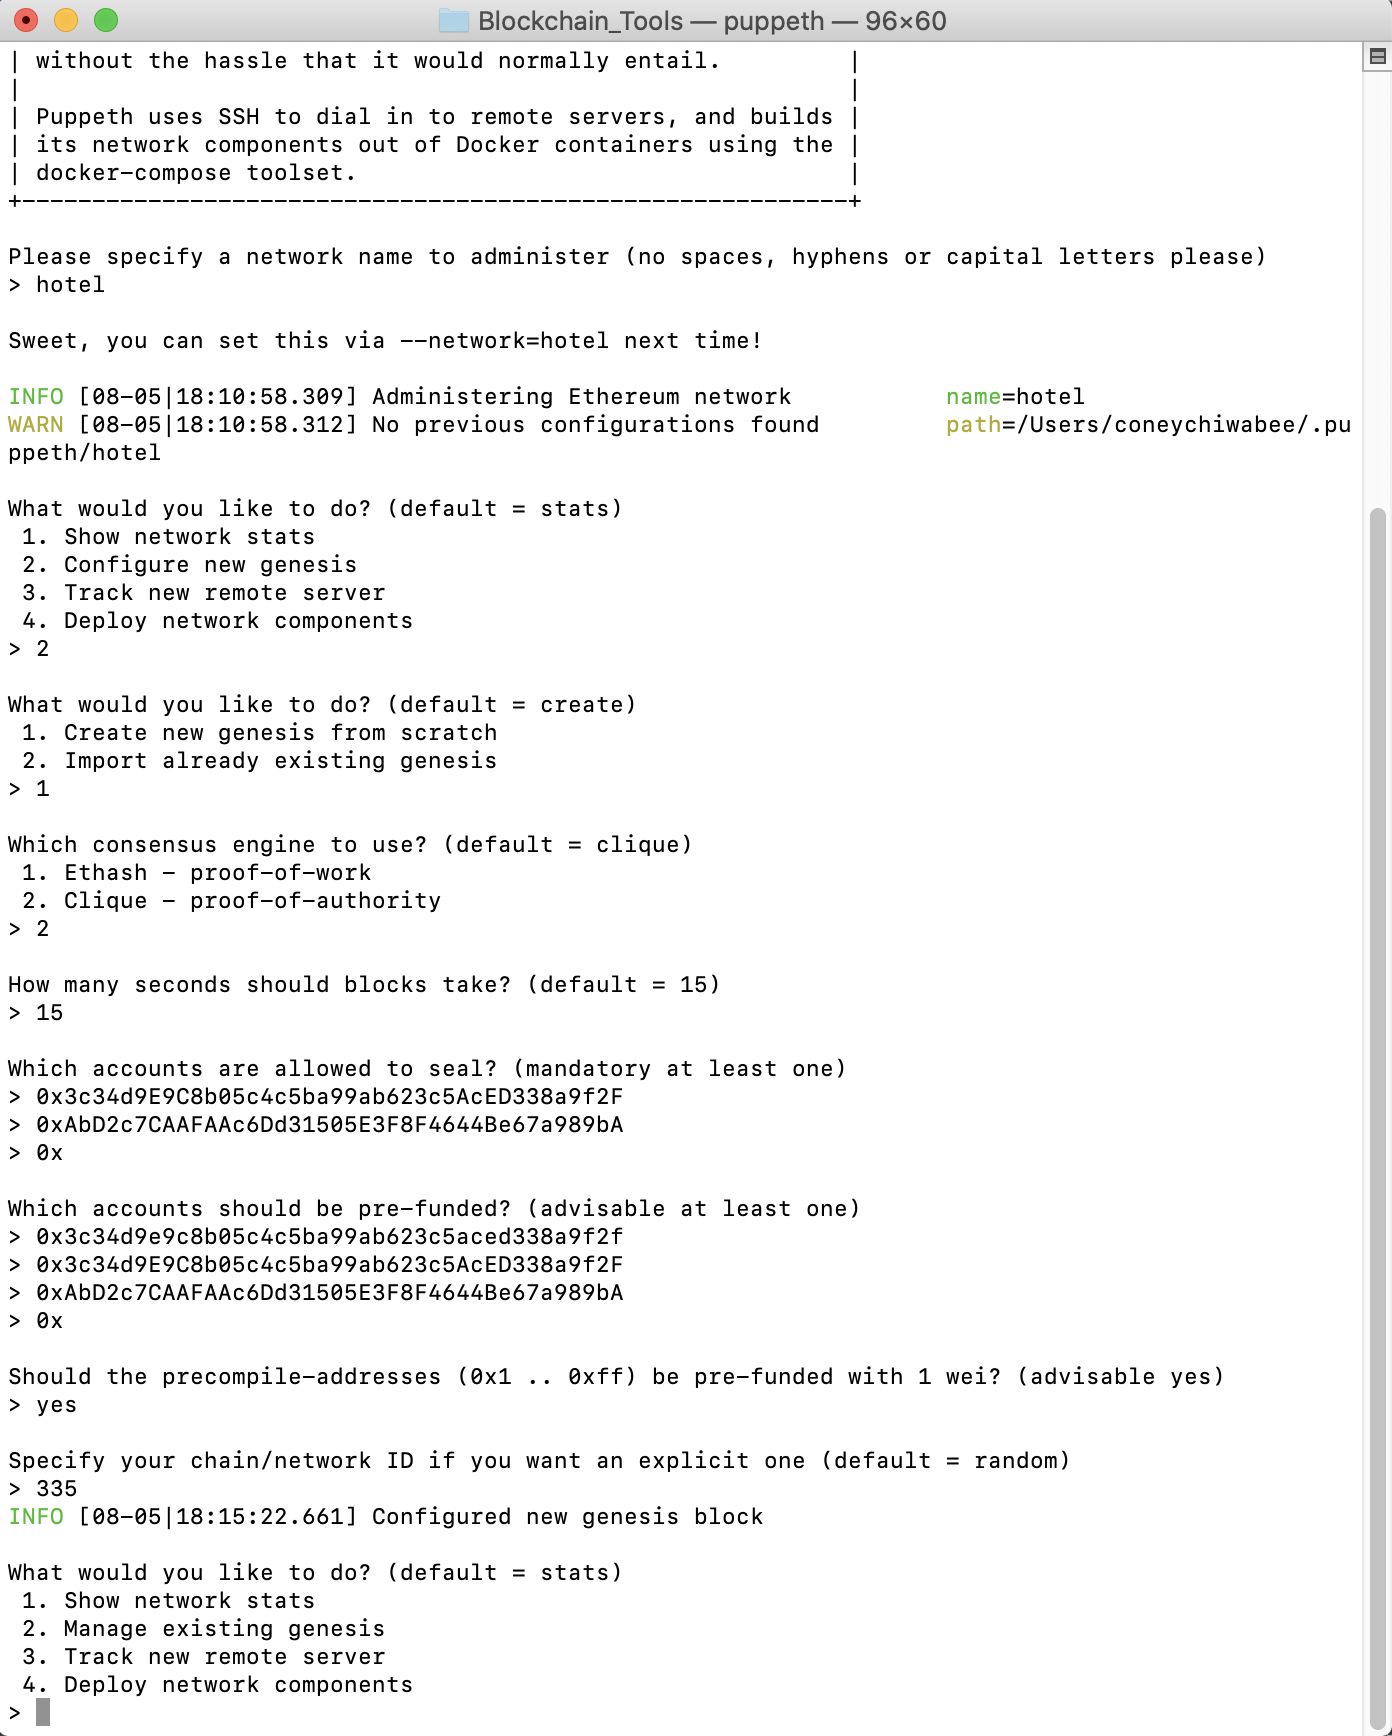 Blockchain_Tools — puppeth — 96×60
| without the hassle that it would normally entail.         |
|                                                           |
| Puppeth uses SSH to dial in to remote servers, and builds |
| its network components out of Docker containers using the |
| docker-compose toolset.                                   |
+-----------------------------------------------------------+
Please specify a network name to administer (no spaces, hyphens or capital letters please)
> hotel
Sweet, you can set this via --network=hotel next time!
INFO [08-05|18:10:58.309] Administering Ethereum network           name=hotel
WARN [08-05|18:10:58.312] No previous configurations found         path=/Users/coneychiwabee/.pu
ppeth/hotel
What would you like to do? (default = stats)
 1. Show network stats
 2. Configure new genesis
 3. Track new remote server
 4. Deploy network components
> 2
What would you like to do? (default = create)
 1. Create new genesis from scratch
 2. Import already existing genesis
> 1
Which consensus engine to use? (default = clique)
 1. Ethash - proof-of-work
 2. Clique - proof-of-authority
> 2
How many seconds should blocks take? (default = 15)
> 15
Which accounts are allowed to seal? (mandatory at least one)
> 0x3c34d9E9C8b05c4c5ba99ab623c5AcED338a9f2F
> 0xAbD2c7CAAFAAc6Dd31505E3F8F4644Be67a989bA
> 0x
Which accounts should be pre-funded? (advisable at least one)
> 0x3c34d9e9c8b05c4c5ba99ab623c5aced338a9f2f
> 0x3c34d9E9C8b05c4c5ba99ab623c5AcED338a9f2F
> 0xAbD2c7CAAFAAc6Dd31505E3F8F4644Be67a989bA
> 0x
Should the precompile-addresses (0x1 .. 0xff) be pre-funded with 1 wei? (advisable yes)
> yes
Specify your chain/network ID if you want an explicit one (default = random)
> 335
INFO [08-05|18:15:22.661] Configured new genesis block
What would you like to do? (default = stats)
 1. Show network stats
 2. Manage existing genesis
 3. Track new remote server
 4. Deploy network components
>